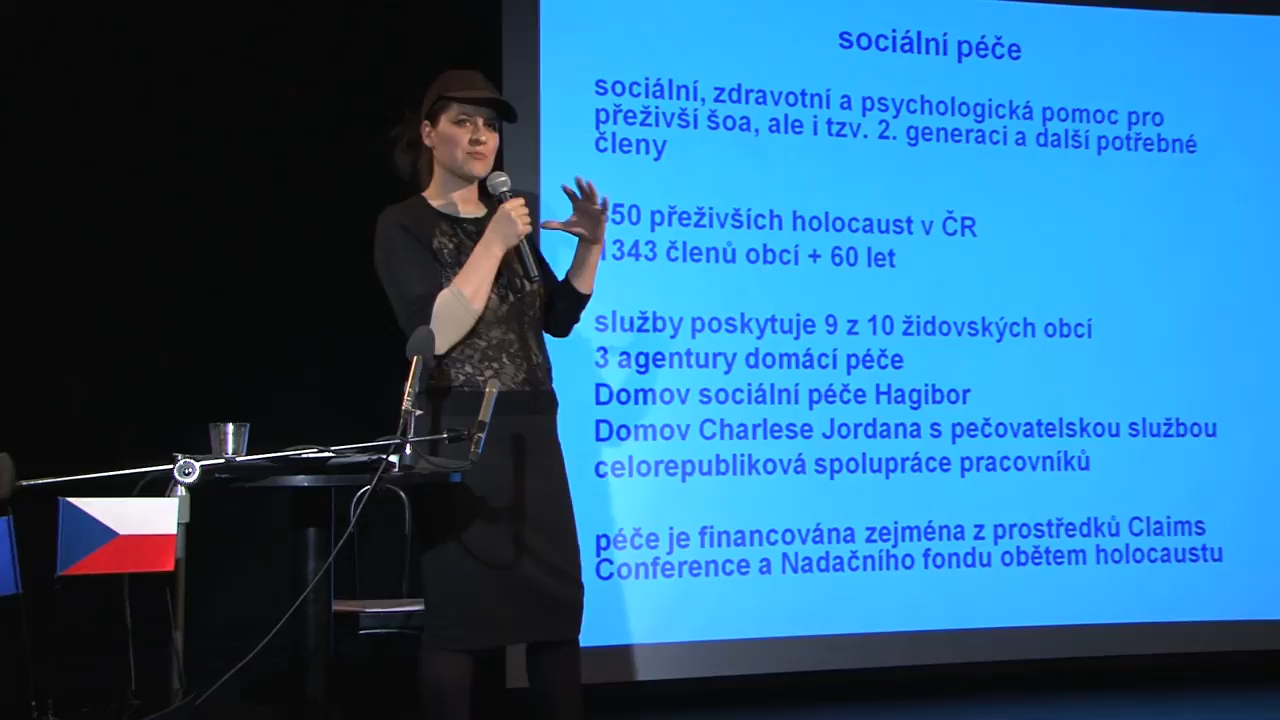 sociální péče
sociální, zdravotní a psychologická pomoc pro
přeživší šoa, ale i tzv. 2. generaci a další potřebné
členy
50 přeživších holocaust v ČR
1343 členů obcí + 60 let
služby poskytuje 9 z 10 židovských obcí
3 agentury domácí péče
Domov sociální péče Hagibor
Domov Charlese Jordana s pečovatelskou službou
celorepubliková spolupráce pracovníků
péče je financována zejména z prostředků Claims
Conference a Nadačního fondu obětem holocaustu